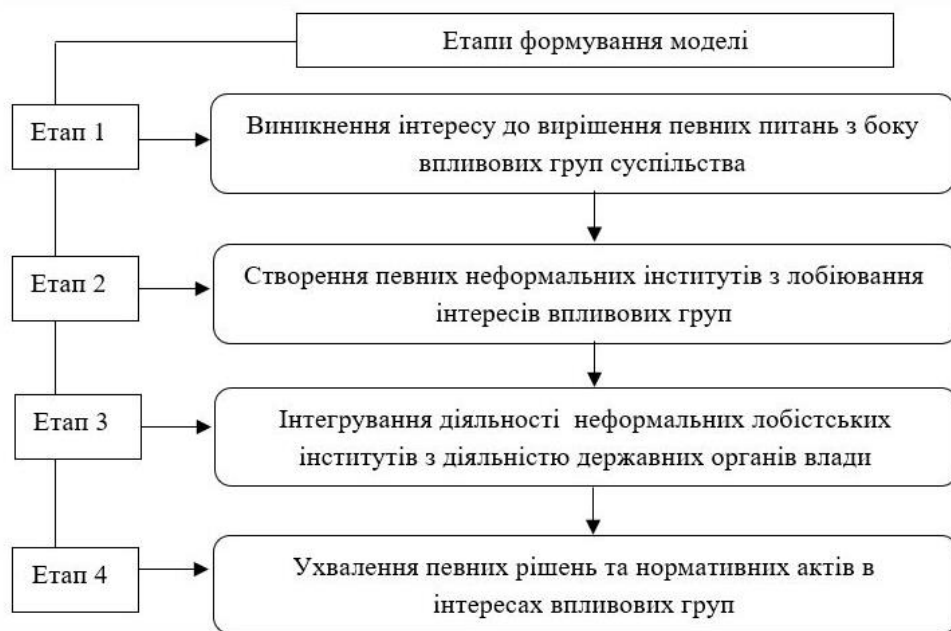 Етапи формування моделі
Етап 1
Виникнення інтересу до вирішення певних питань з боку
впливових груп суспільства
Етап 2
Створення певних неформальних інститутів з лобіювання
інтересів впливових груп
Етап 3
Інтегрування діяльності неформальних лобістських
інститутів з діяльністю державних органів влади
Етап 4
Ухвалення певних рішень та нормативних актів в
інтересах впливових груп